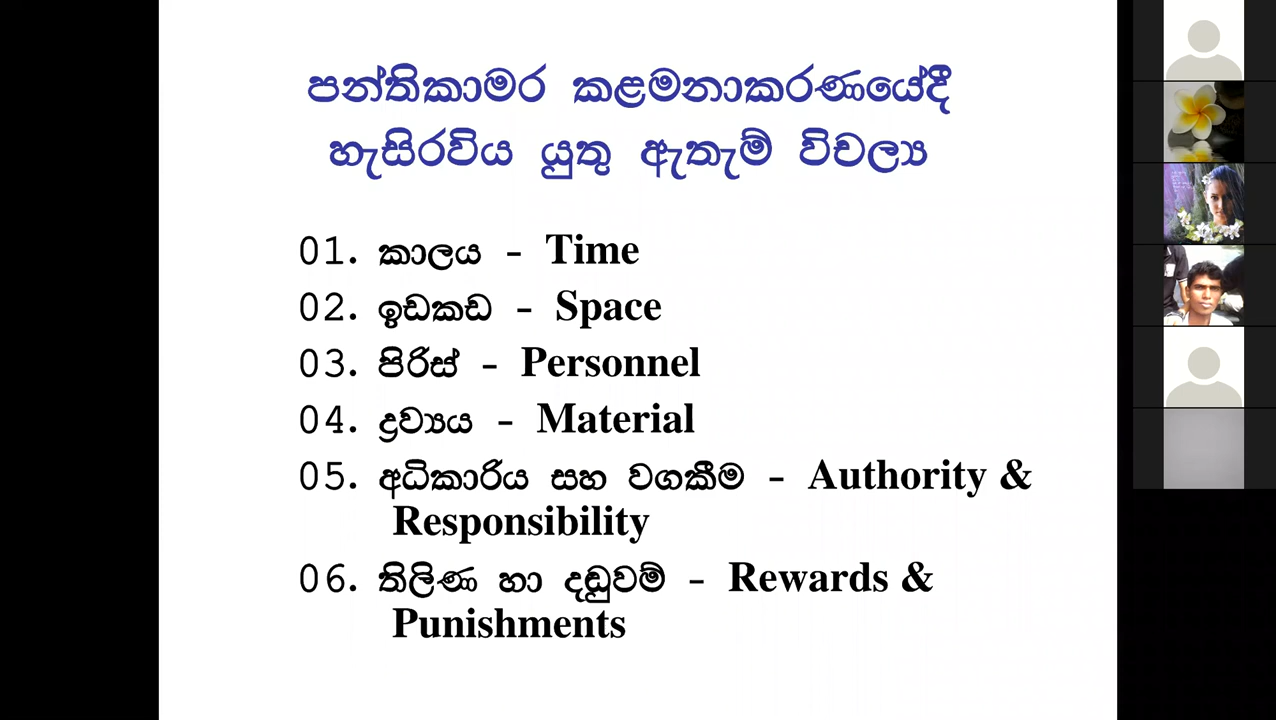 පන්තිකාමර කළමනාකරණයේදී
හැසිරවිය යුතු ඇතැම් විචල්‍ය
01. කාලය - Time
02. ඉඩකඩ - Space
03. පිරිස් - Personnel
04. ද්‍රව්‍යය - Material
05. අධිකාරිය සහ වගකීම - Authority &
Responsibility
06. තිලිණ හා දඬුවම් - Rewards &
Punishments